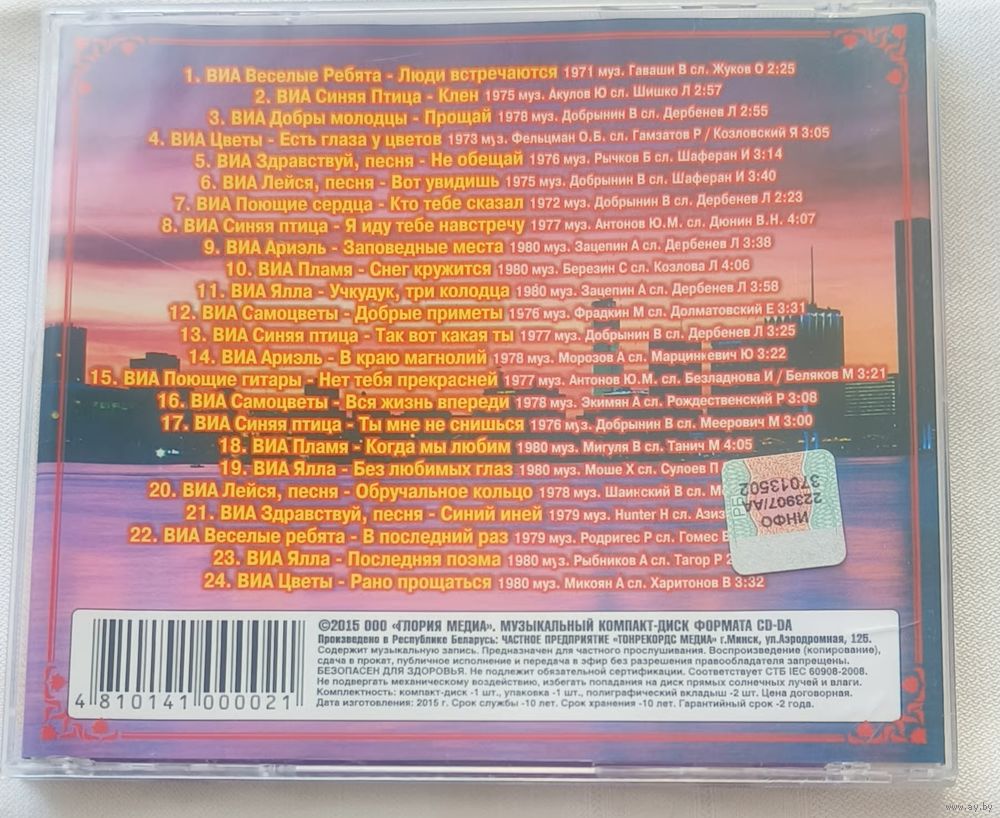 1. ВИА Веселые Ребята - Люди встречаются 1971 муз. Гаваши В сл. Жуков О 2:25
2. ВИА Синяя Птица - Клен 1975 муз. Акулов Ю сл. Шишко Л 2:57
3. ВИА Добры молодцы - Прощай 1978 муз. Добрынин В сл. Дербенев Л 2:55
4. ВИА Цветы - Есть глаза у цветов 1973 муз. Фельцман О.Б. сл. Гамзатов Р / Козловский Я 3:05
5. ВИА Здравствуй, песня - Не обещай 1976 муз. Рычков Б сл. Шаферан И 3:14
6. ВИА Лейся, песня - Вот увидишь 1975 муз. Добрынин В сл. Шаферан И 3:40
7. ВИА Поющие сердца - Кто тебе сказал 1972 муз. Добрынин В сл. Дербенев Л 2:23
8. ВИА Синяя птица - Я иду тебе навстречу 1977 муз. Антонов Ю.М. сл. Дюнин В.Н. 4:07
9. ВИА Ариэль - Заповедные места 1980 муз. Зацепин А сл. Дербенев Л 3:38
10. ВИА Пламя - Снег кружится 1980 муз. Березин С сл. Козлова Л 4:06
11. ВИА Ялла - Учкудук, три колодца 1980 муз. Зацепин А сл. Дербенев Л 3:58
12. ВИА Самоцветы - Добрые приметы 1976 муз. Фрадкин М сл. Долматовский Е 3:31
13. ВИА Синяя птица - Так вот какая ты 1977 муз. Добрынин В сл. Дербенев Л 3:25
14. ВИА Ариэль - В краю магнолий 1978 муз. Морозов А сл. Марцинкевич Ю 3:22
15. ВИА Поющие гитары - Нет тебя прекрасней 1977 муз. Антонов Ю.М. сл. Безладнова И / Беляков М 3:21
16. ВИА Самоцветы - Вся жизнь впереди 1978 муз. Экимян А сл. Рождественский Р 3:08
17. ВИА Синяя птица - Ты мне не снишься 1976 муз. Добрынин В сл. Меерович М 3:00
18. ВИА Пламя - Когда мы любим 1980 муз. Мигуля В сл. Танич М 4:05
19. ВИА Ялла - Без любимых глаз 1980 муз. Моше Х сл. Сулоев П
20. ВИА Лейся, песня - Обручальное кольцо 1978 муз. Шаинский В сл.
21. ВИА Здравствуй, песня - Синий иней 1979 муз. Hunter H сл. Азиз
22. ВИА Веселые ребята - В последний раз 1979 муз. Родригес Р сл. Гомес
23. ВИА Ялла - Последняя поэма 1980 муз. Рыбников А сл. Тагор Р
24. ВИА Цветы - Рано прощаться 1980 муз. Микоян А сл. Харитонов В 3:32
РБ
ИНФО
223907/АА
37013502
©2015 ООО «ГЛОРИЯ МЕДИА». МУЗЫКАЛЬНЫЙ КОМПАКТ-ДИСК ФОРМАТА CD-DA
Произведено в Республике Беларусь: ЧАСТНОЕ ПРЕДПРИЯТИЕ «ТОНРЕКОРДС МЕДИА» г.Минск, ул.Аэродромная, 125.
Содержит музыкальную запись. Предназначен для частного прослушивания. Воспроизведение (копирование),
сдача в прокат, публичное исполнение и передача в эфир без разрешения правообладателя запрещены.
БЕЗОПАСЕН ДЛЯ ЗДОРОВЬЯ. Не подлежит обязательной сертификации. Соответствует СТБ IEC 60908-2008.
Не подвергать механическому воздействию, избегать попадания на диск прямых солнечных лучей и влаги.
Комплектность: компакт-диск -1 шт., упаковка -1 шт., полиграфический вкладыш -2 шт. Цена договорная.
Дата изготовления: 2015 г. Срок службы -10 лет. Срок хранения -10 лет. Гарантийный срок -2 года.
4 810141 000021
www.ay.by